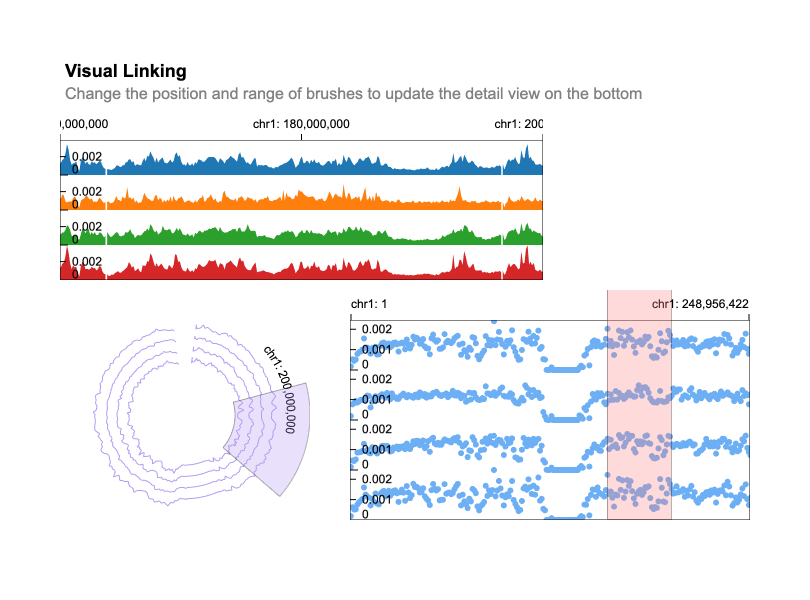 Visual Linking
Change the position and range of brushes to update the detail view on the bottom
0,000,000
chr1: 180,000,000
chr1: 200
0.002
0
0.002
0
0.002
0
0.002
0
chr1: 200,000,000
chr1: 1
chr1: 248,956,422
0.002
0.001
0
0.002
0.001
0.002
0.001
0
0.002
0.001
0